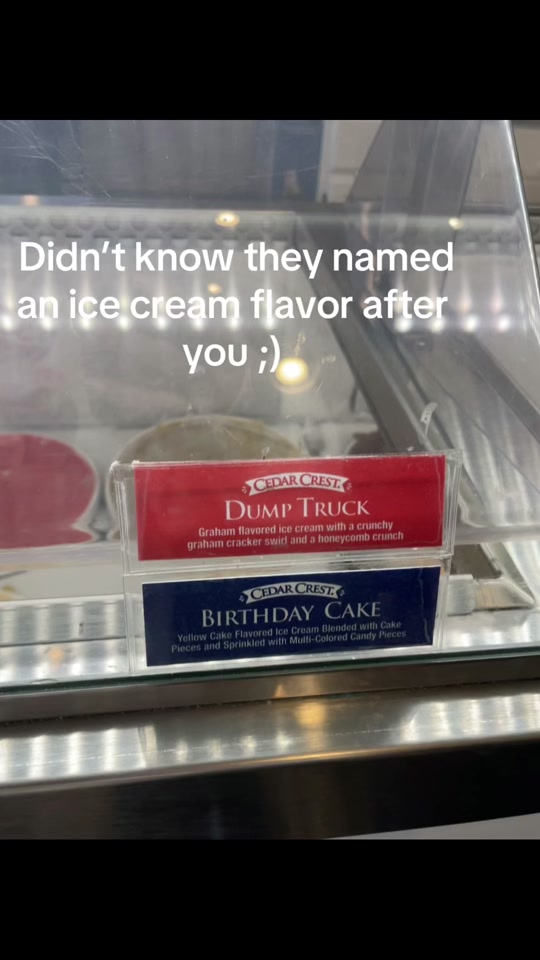 Didn't know they named
an ice cream flavor after
you ;)
CEDAR CREST.
DUMP TRUCK
Graham flavored ice cream with a crunchy
graham cracker swirl and a honeycomb crunch
CEDAR CREST.
BIRTHDAY CAKE
Yellow Cake Flavored Ice Cream Blended with Cake
Pieces and Sprinkled with Multi-Colored Candy Pieces